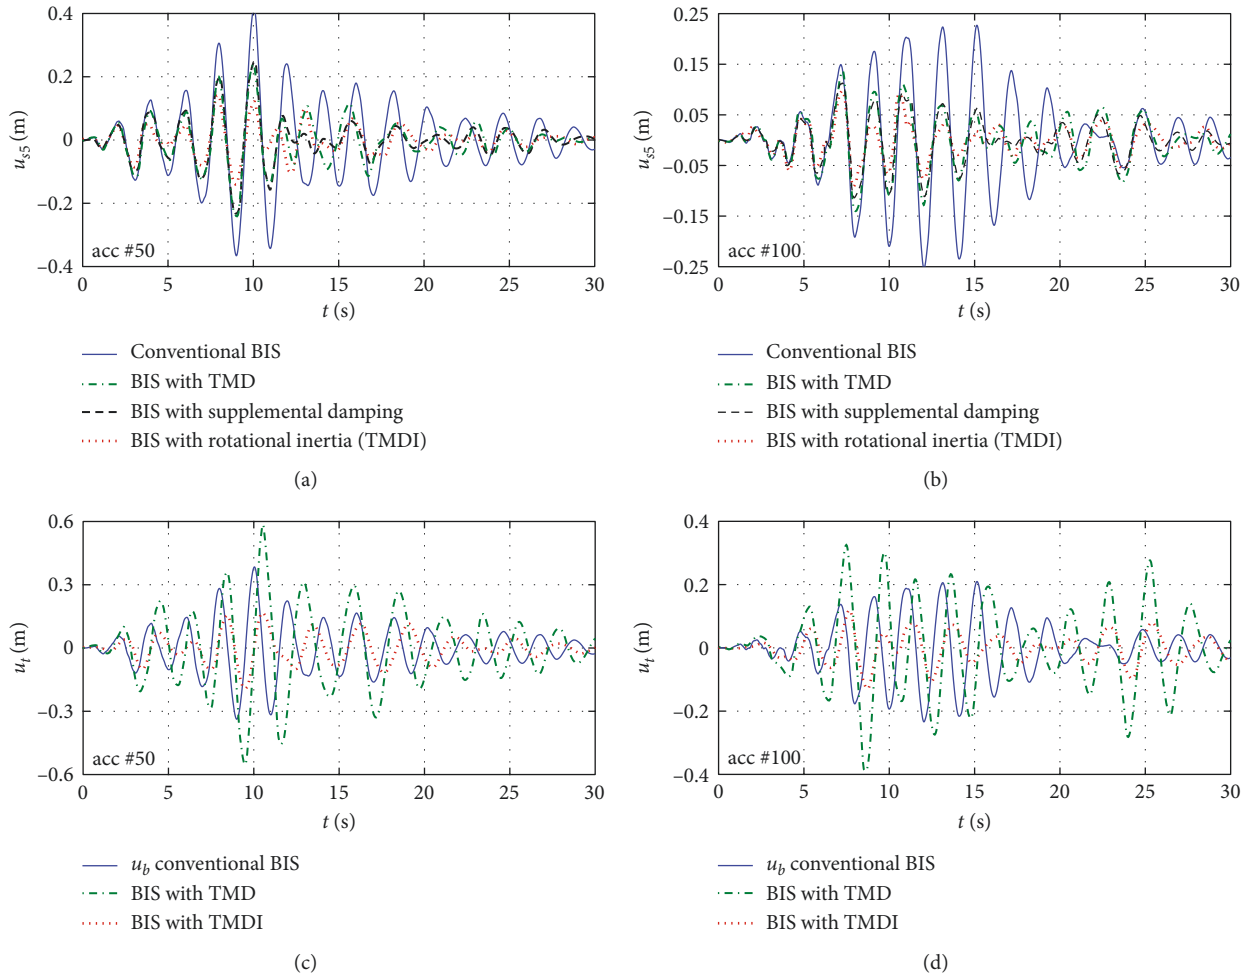 0.4
0.2
0
−0.2
−0.4
u_{s5} (m)
acc #50
0 5 10 15 20 25 30
t (s)
Conventional BIS
BIS with TMD
BIS with supplemental damping
BIS with rotational inertia (TMDI)
(a)
0.25
0.15
0.05
−0.05
−0.15
−0.25
u_{s5} (m)
acc #100
0 5 10 15 20 25 30
t (s)
Conventional BIS
BIS with TMD
BIS with supplemental damping
BIS with rotational inertia (TMDI)
(b)
0.6
0.3
0
−0.3
−0.6
u_t (m)
acc #50
0 5 10 15 20 25 30
t (s)
u_b conventional BIS
BIS with TMD
BIS with TMDI
(c)
0.4
0.2
0
−0.2
−0.4
u_t (m)
acc #100
0 5 10 15 20 25 30
t (s)
u_b conventional BIS
BIS with TMD
BIS with TMDI
(d)